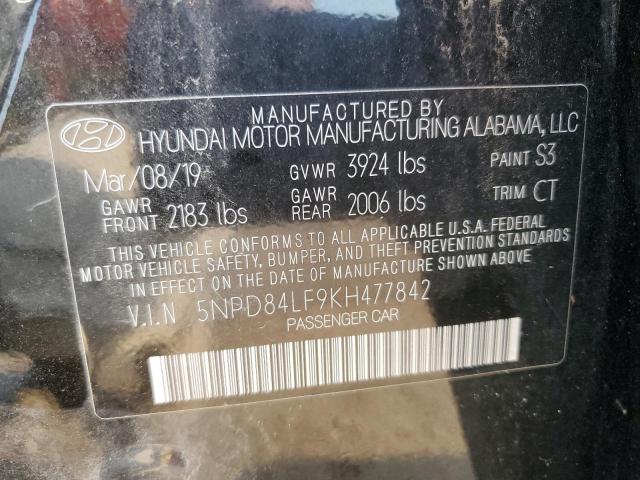 MANUFACTURED BY
HYUNDAI MOTOR MANUFACTURING ALABAMA, LLC
Mar/08/19 GVWR 3924 lbs PAINT S3
GAWR FRONT 2183 lbs GAWR REAR 2006 lbs TRIM CT
THIS VEHICLE CONFORMS TO ALL APPLICABLE U.S.A. FEDERAL
MOTOR VEHICLE SAFETY, BUMPER, AND THEFT PREVENTION STANDARDS
IN EFFECT ON THE DATE OF MANUFACTURE SHOWN ABOVE
V.I.N 5NPD84LF9KH477842
PASSENGER CAR